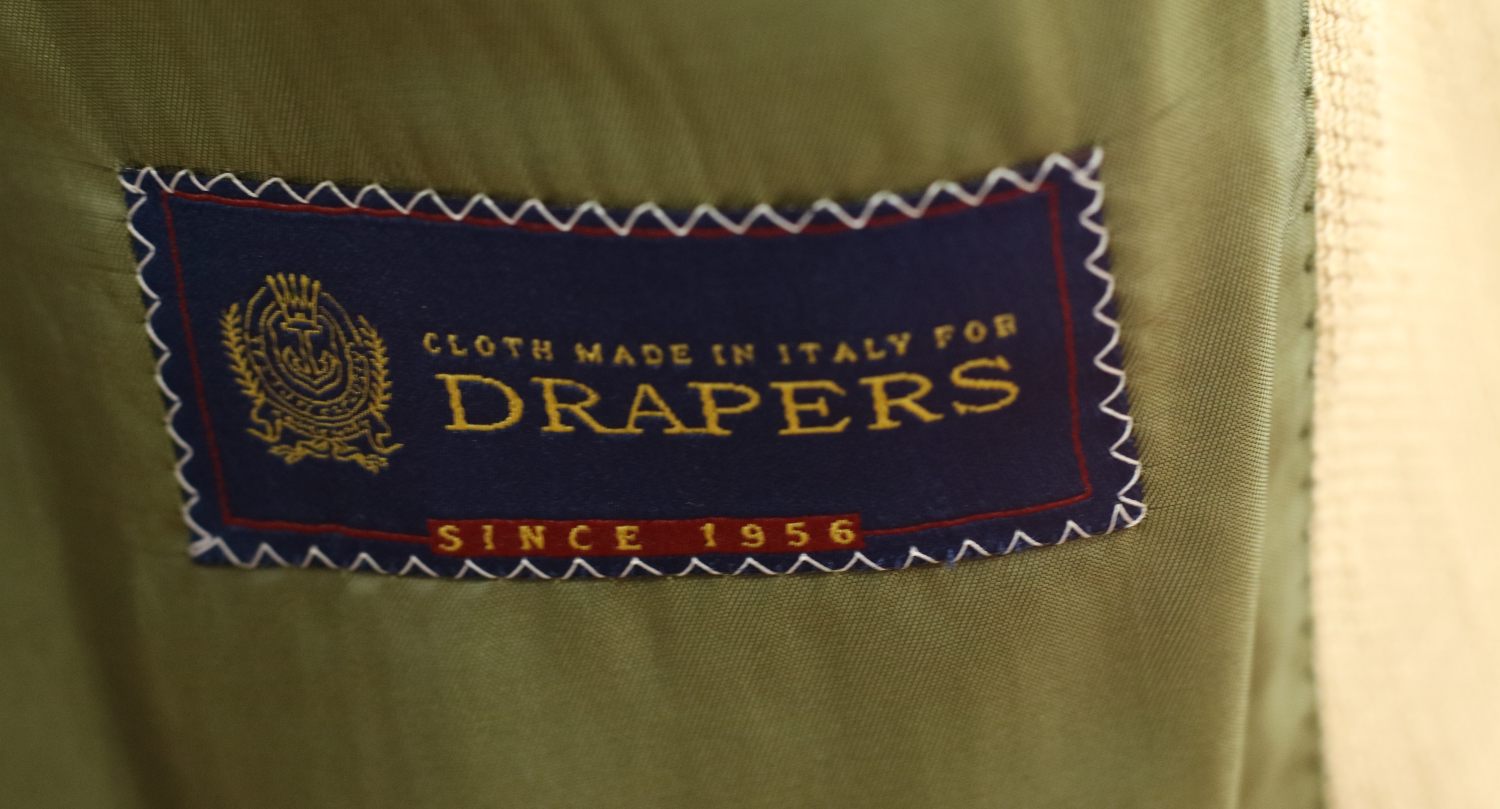 CLOTH MADE IN ITALY FOR
DRAPERS
SINCE 1956